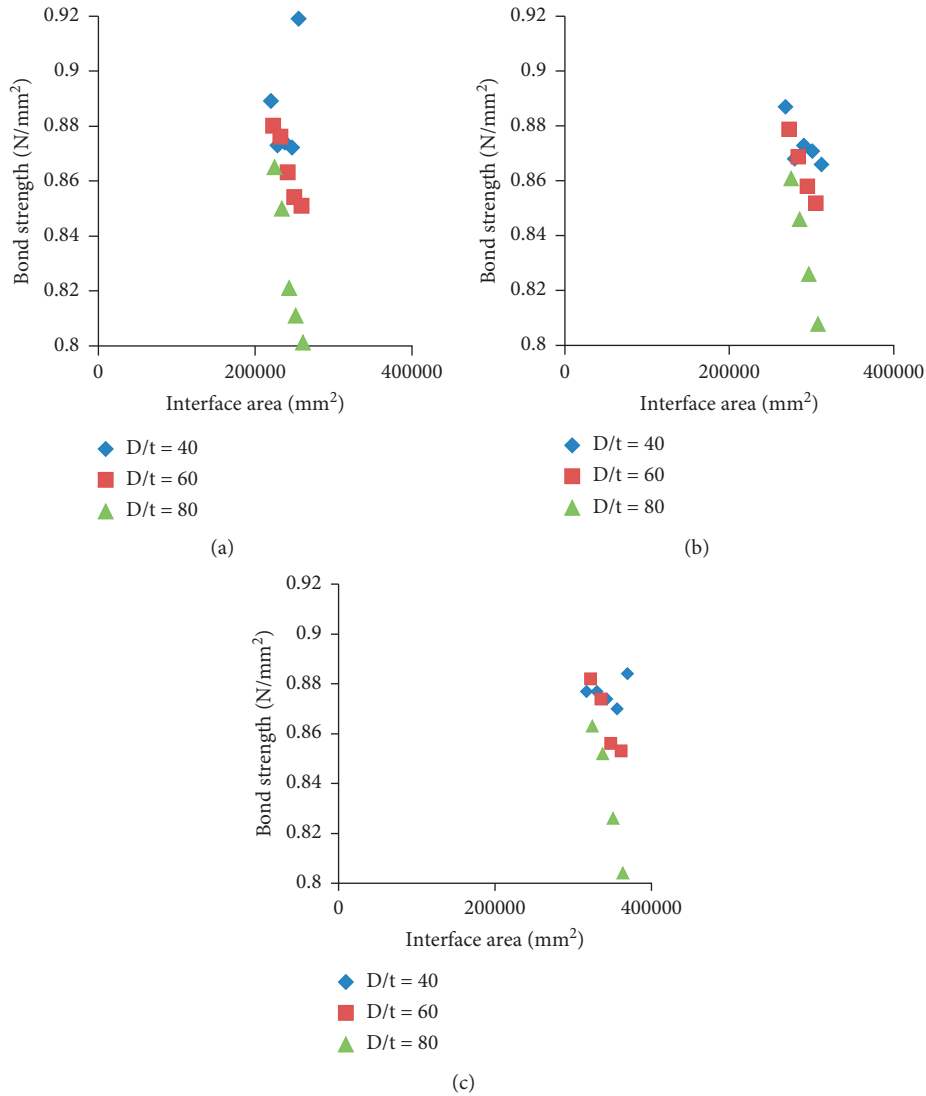 0.92
0.9
0.88
0.86
0.84
0.82
0.8
Bond strength (N/mm²)
0
200000
400000
Interface area (mm²)
D/t = 40
D/t = 60
D/t = 80
(a)
0.92
0.9
0.88
0.86
0.84
0.82
0.8
Bond strength (N/mm²)
0
200000
400000
Interface area (mm²)
D/t = 40
D/t = 60
D/t = 80
(b)
0.92
0.9
0.88
0.86
0.84
0.82
0.8
Bond strength (N/mm²)
0
200000
400000
Interface area (mm²)
D/t = 40
D/t = 60
D/t = 80
(c)